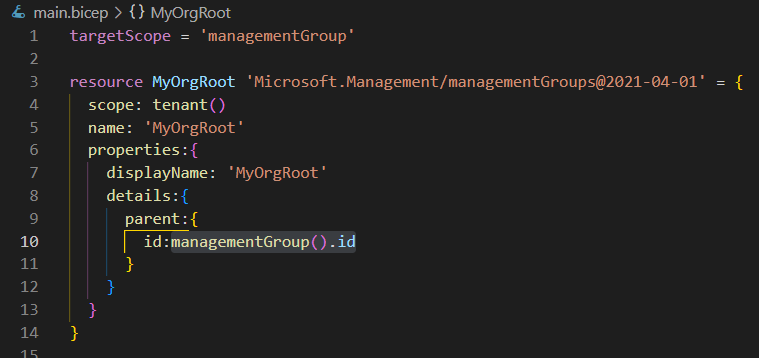 main.bicep > {} MyOrgRoot
1 targetScope = 'managementGroup'
2
3 resource MyOrgRoot 'Microsoft.Management/managementGroups@2021-04-01' = {
4 scope: tenant()
5 name: 'MyOrgRoot'
6 properties:{
7 displayName: 'MyOrgRoot'
8 details:{
9 parent:{
10 id:managementGroup().id
11 }
12 }
13 }
14 }
15